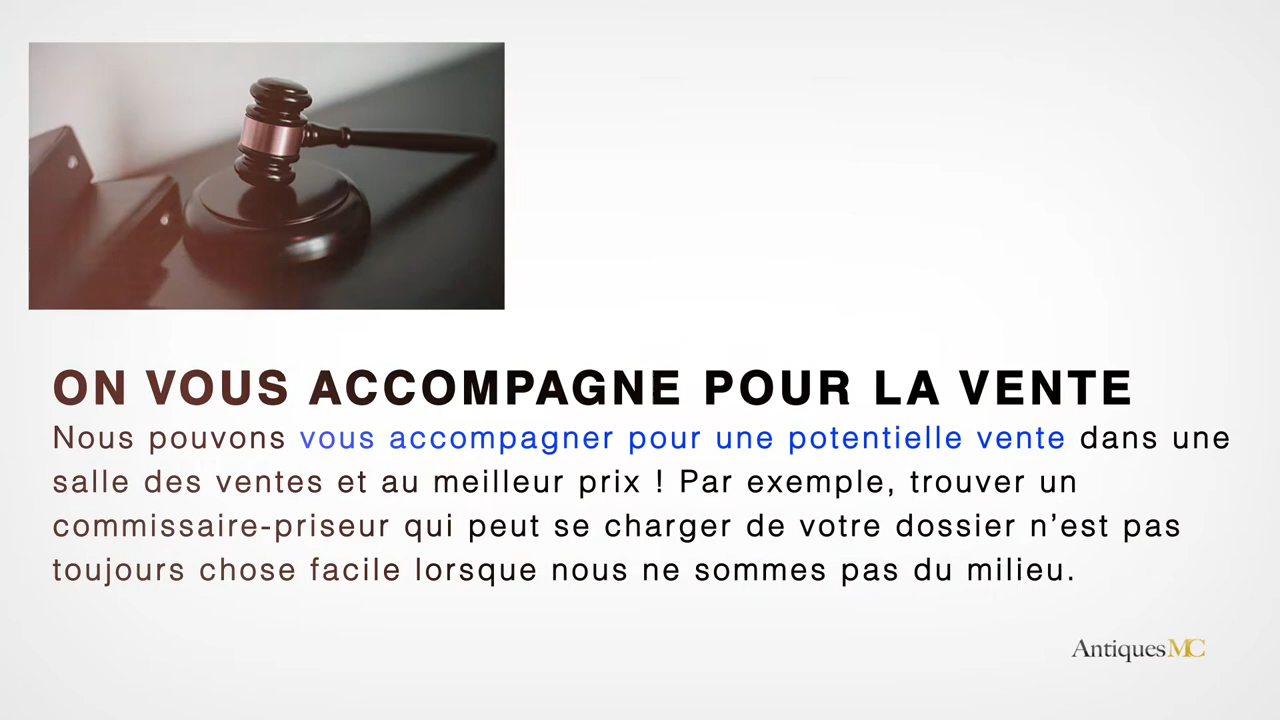 ON VOUS ACCOMPAGNE POUR LA VENTE
Nous pouvons vous accompagner pour une potentielle vente dans une
salle des ventes et au meilleur prix ! Par exemple, trouver un
commissaire-priseur qui peut se charger de votre dossier n’est pas
toujours chose facile lorsque nous ne sommes pas du milieu.
AntiquesMC